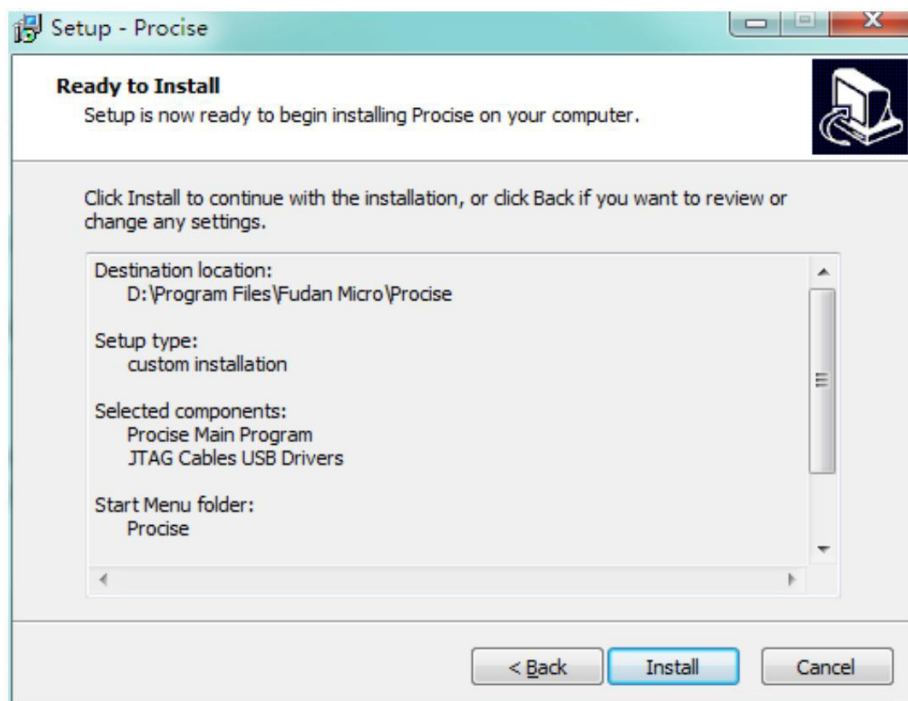 Setup - Procise
Ready to Install
Setup is now ready to begin installing Procise on your computer.
Click Install to continue with the installation, or click Back if you want to review or
change any settings.
Destination location:
D:\Program Files\Fudan Micro\Procise
Setup type:
custom installation
Selected components:
Procise Main Program
JTAG Cables USB Drivers
Start Menu folder:
Procise
< Back
Install
Cancel